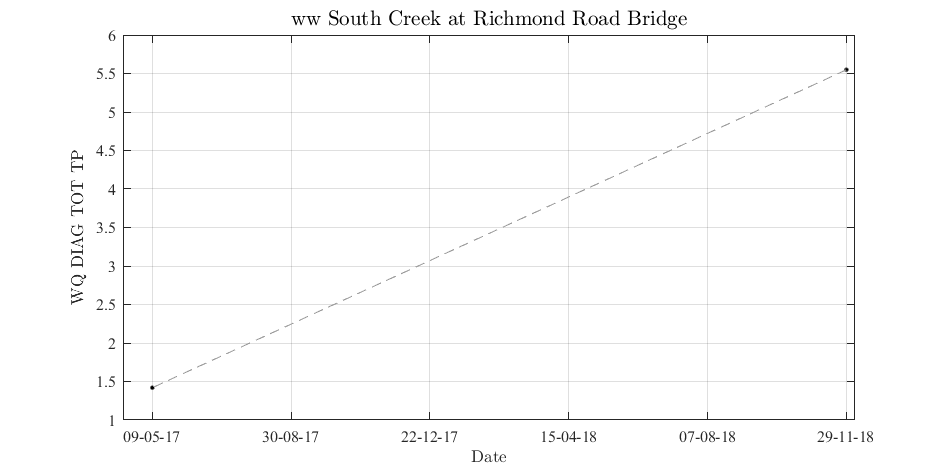 ww South Creek at Richmond Road Bridge
6
5.5
5
4.5
4
3.5
3
2.5
2
1.5
1
WQ DIAG TOT TP
09-05-17 30-08-17 22-12-17 15-04-18 07-08-18 29-11-18
Date